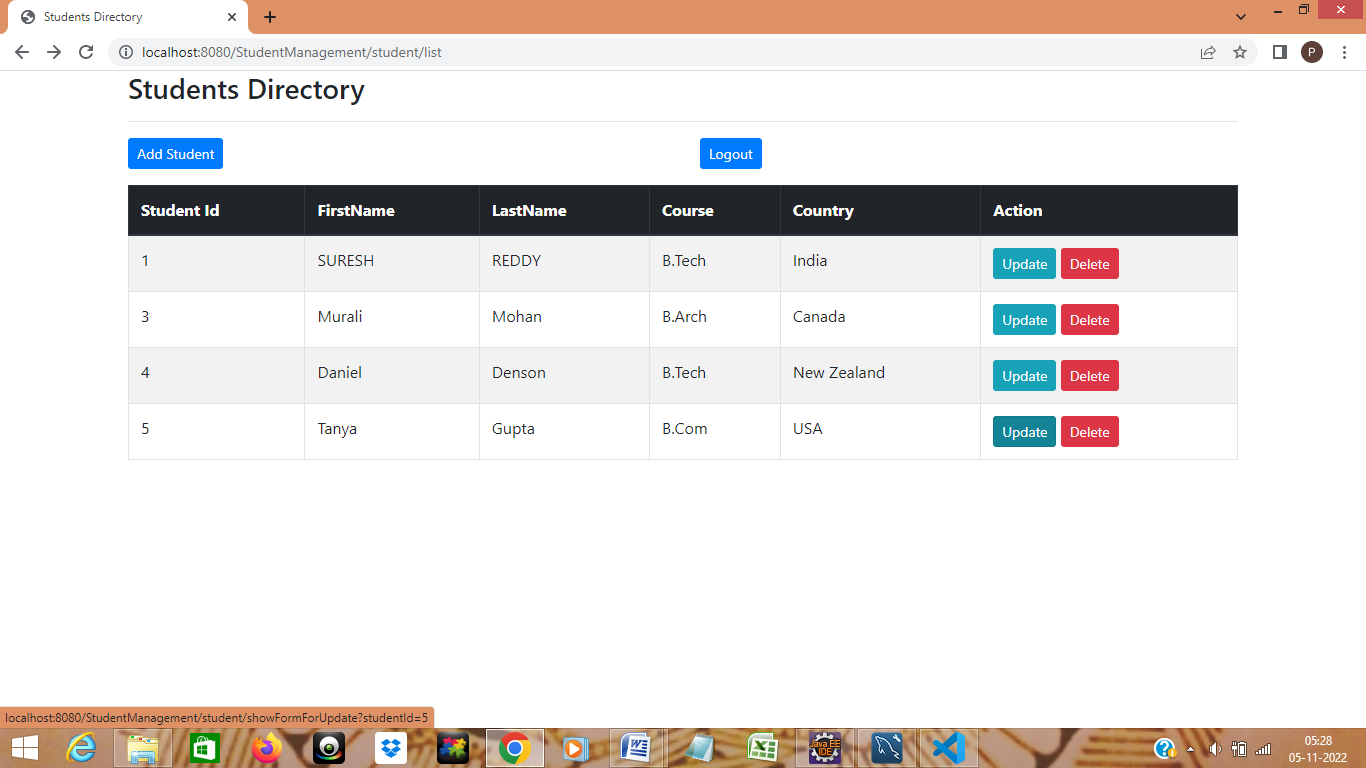 Students Directory
localhost:8080/StudentManagement/student/list
P
Students Directory
Add Student Logout
Student Id FirstName LastName Course Country Action
1 SURESH REDDY B.Tech India Update Delete
3 Murali Mohan B.Arch Canada Update Delete
4 Daniel Denson B.Tech New Zealand Update Delete
5 Tanya Gupta B.Com USA Update Delete
localhost:8080/StudentManagement/student/showFormForUpdate?studentId=5
Java EE
IDE
05:28
05-11-2022